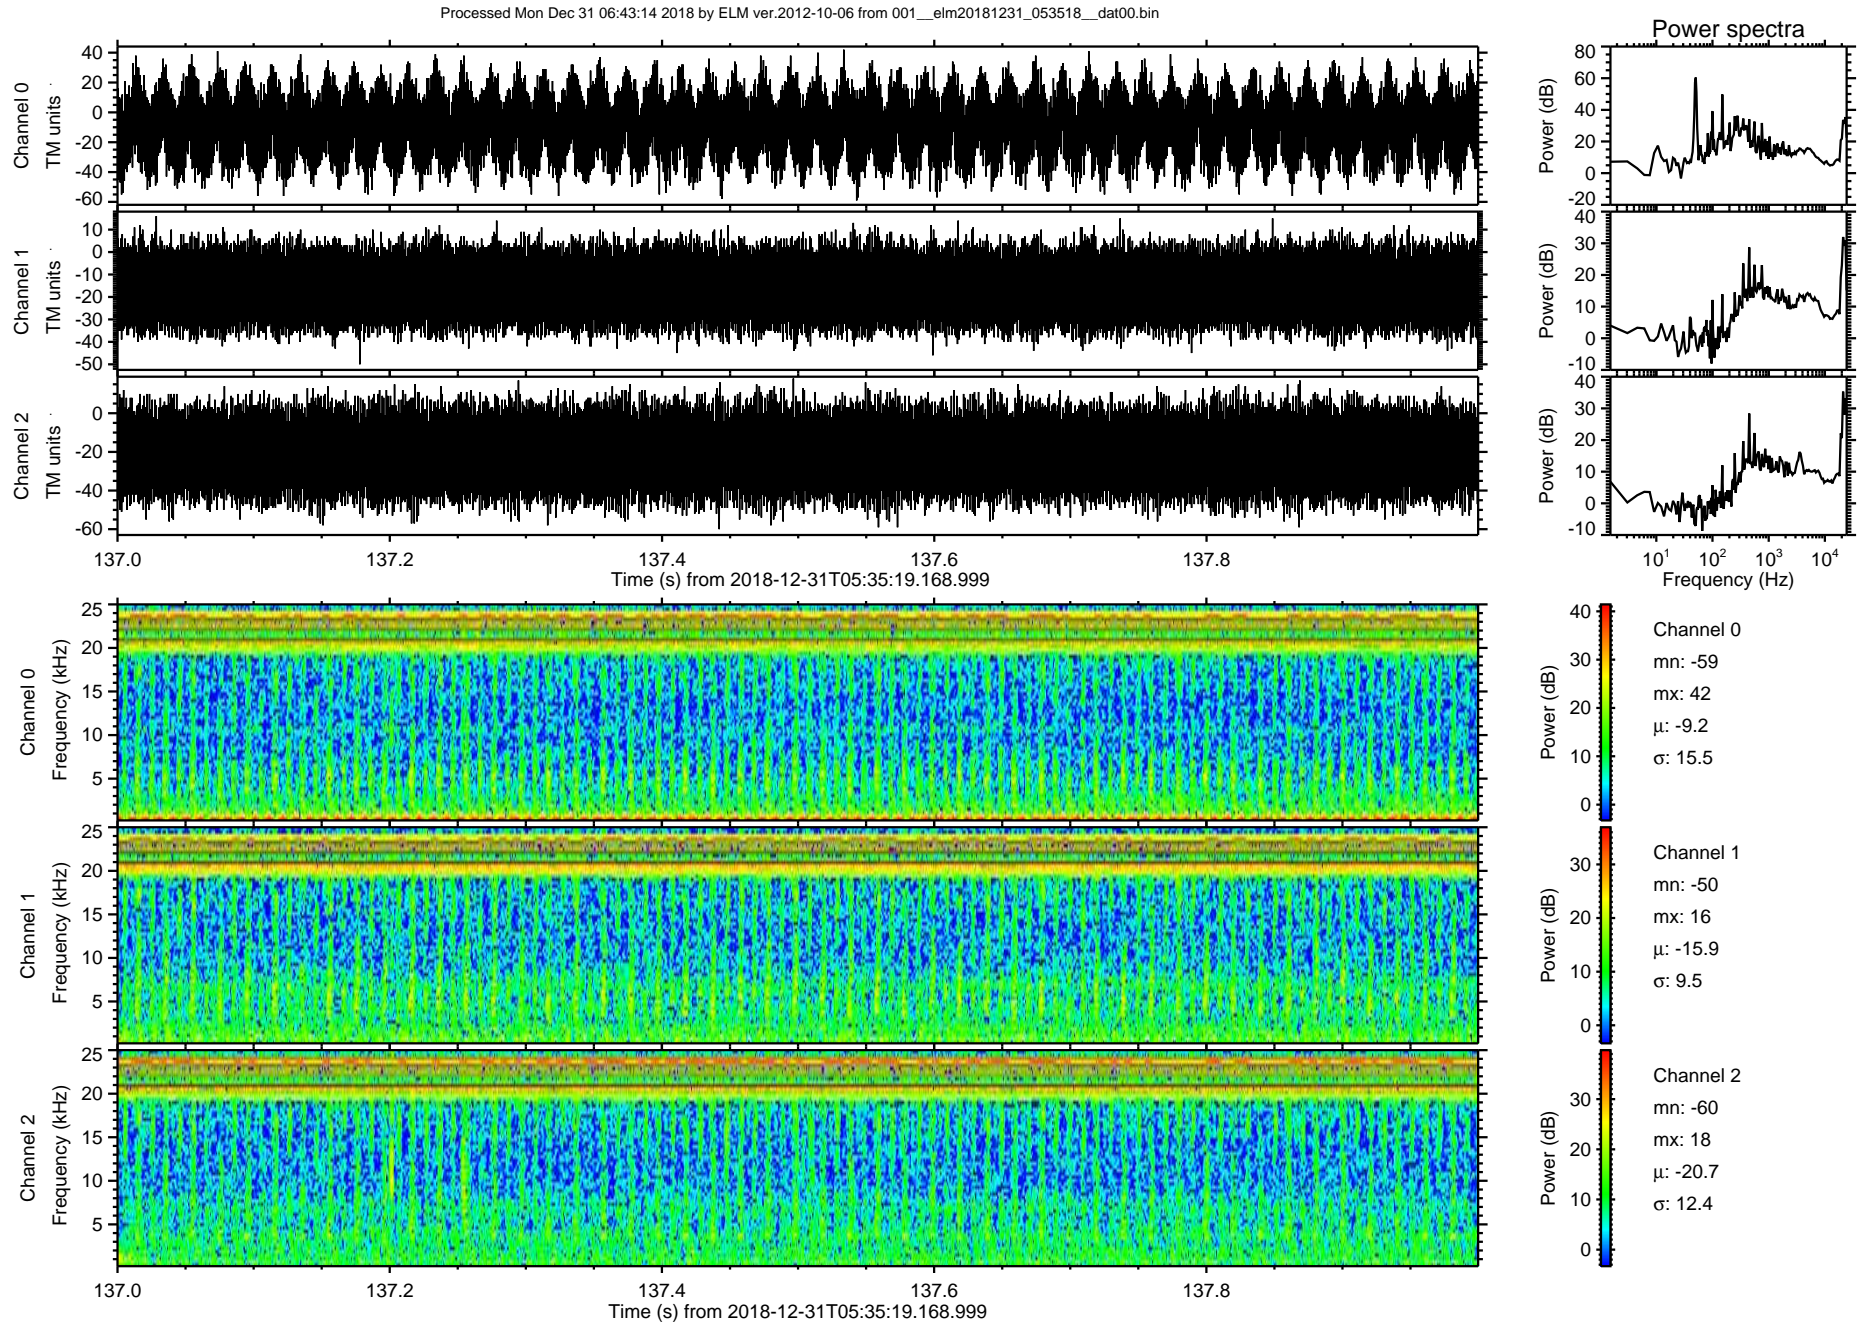 Processed Mon Dec 31 06:43:14 2018 by ELM ver.2012-10-06 from 001__elm20181231_053518__dat00.bin
Power spectra
Channel 0
TM units
40
20
0
-20
-40
-60
Power (dB)
80
60
40
20
0
-20
Channel 1
TM units
10
0
-10
-20
-30
-40
-50
Power (dB)
40
30
20
10
0
-10
Channel 2
TM units
0
-20
-40
-60
Power (dB)
40
30
20
10
0
-10
137.0 137.2 137.4 137.6 137.8
Time (s) from 2018-12-31T05:35:19.168.999
10^1 10^2 10^3 10^4
Frequency (Hz)
Channel 0
Frequency (kHz)
25
20
15
10
5
Power (dB)
40
30
20
10
0
Channel 0
mn: -59
mx: 42
μ: -9.2
σ: 15.5
Channel 1
Frequency (kHz)
25
20
15
10
5
Power (dB)
30
20
10
0
Channel 1
mn: -50
mx: 16
μ: -15.9
σ: 9.5
Channel 2
Frequency (kHz)
25
20
15
10
5
Power (dB)
30
20
10
0
Channel 2
mn: -60
mx: 18
μ: -20.7
σ: 12.4
137.0 137.2 137.4 137.6 137.8
Time (s) from 2018-12-31T05:35:19.168.999